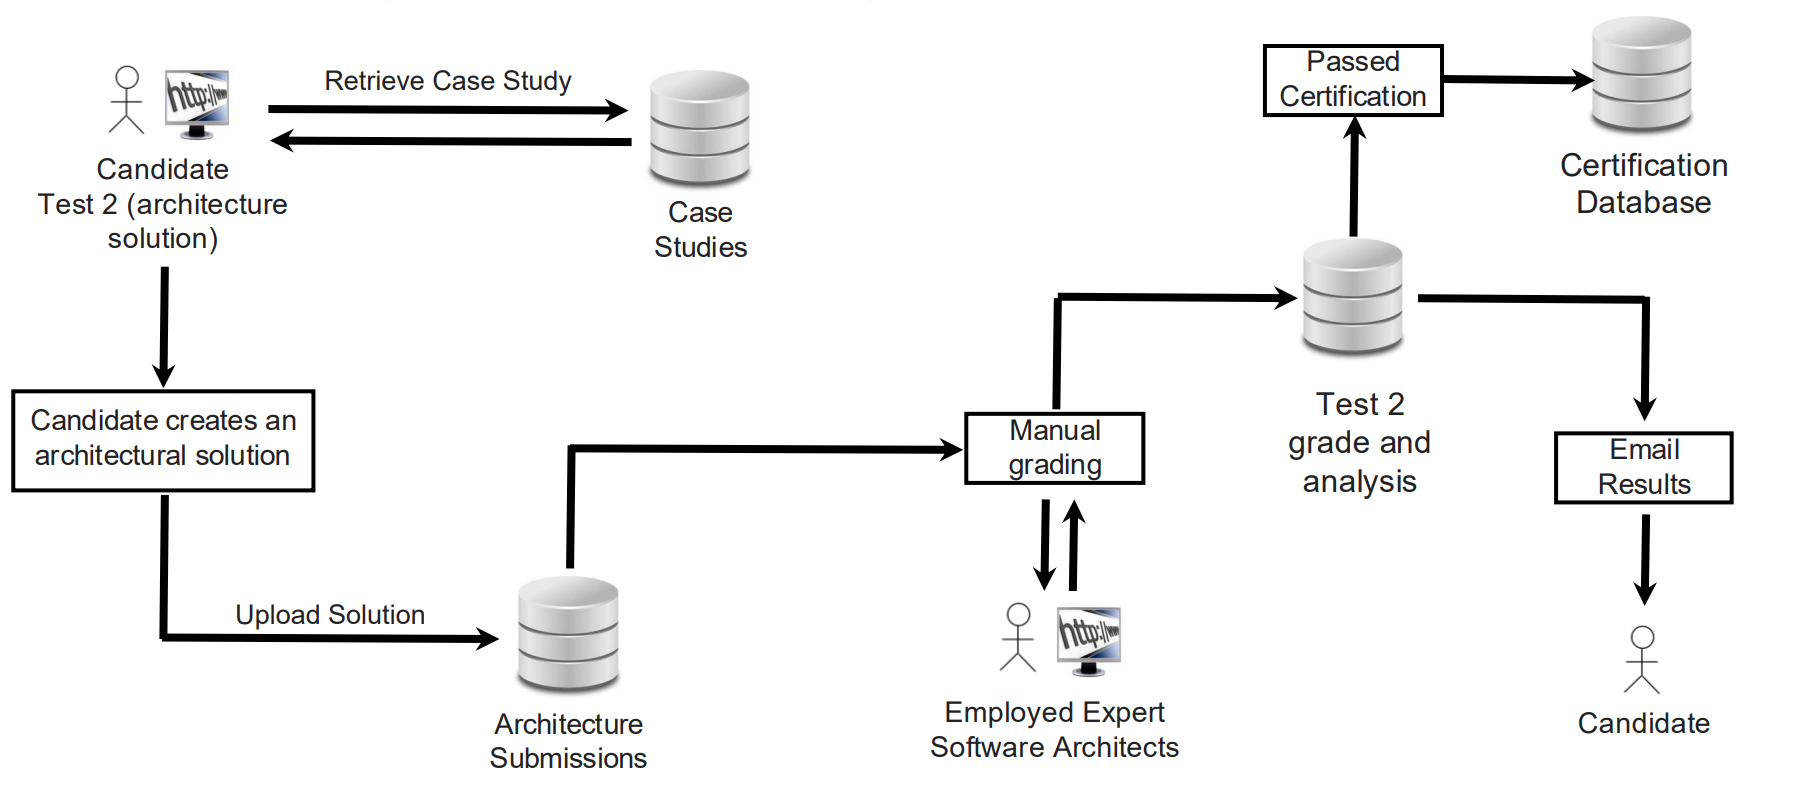 Retrieve Case Study
http://www
Candidate
Test 2 (architecture
solution)
Case
Studies
Passed
Certification
Certification
Database
Candidate creates an
architectural solution
Manual
grading
Test 2
grade and
analysis
Email
Results
Upload Solution
Architecture
Submissions
http://www
Employed Expert
Software Architects
Candidate